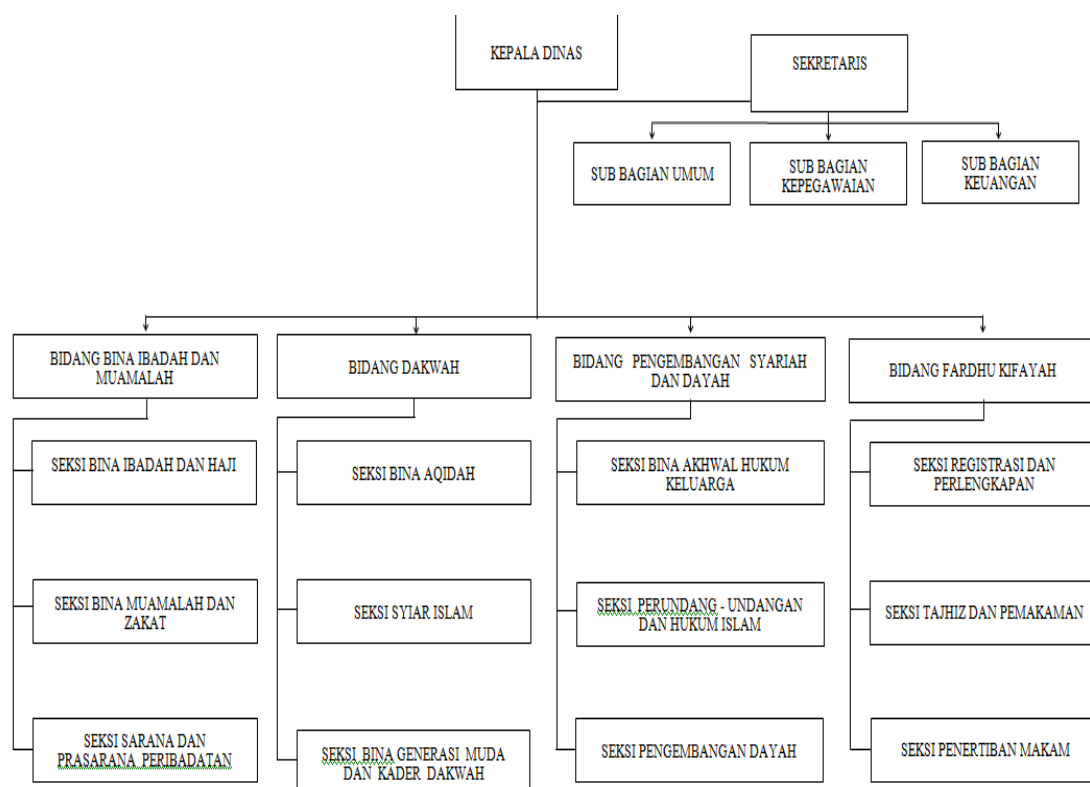 KEPALA DINAS
SEKRETARIS
SUB BAGIAN UMUM
SUB BAGIAN
KEPEGAWAIAN
SUB BAGIAN
KEUANGAN
BIDANG BINA IBADAH DAN
MUAMALAH
BIDANG DAKWAH
BIDANG PENGEMBANGAN SYARIAH
DAN DAYAH
BIDANG FARDHU KIFAYAH
SEKSI BINA IBADAH DAN HAJI
SEKSI BINA AQIDAH
SEKSI BINA AKHWAL HUKUM
KELUARGA
SEKSI REGISTRASI DAN
PERLENGKAPAN
SEKSI BINA MUAMALAH DAN
ZAKAT
SEKSI SYIAR ISLAM
SEKSI PERUNDANG - UNDANGAN
DAN HUKUM ISLAM
SEKSI TAJHIZ DAN PEMAKAMAN
SEKSI SARANA DAN
PRASARANA PERIBADATAN
SEKSI BINA GENERASI MUDA
DAN KADER DAKWAH
SEKSI PENGEMBANGAN DAYAH
SEKSI PENERTIBAN MAKAM